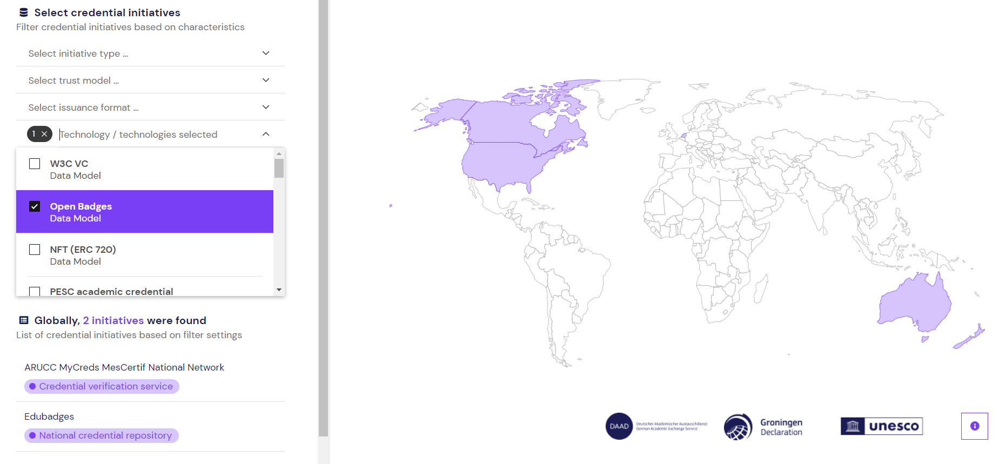 Select credential initiatives
Filter credential initiatives based on characteristics
Select initiative type ...
Select trust model ...
Select issuance format ...
1 × Technology / technologies selected
W3C VC
Data Model
Open Badges
Data Model
NFT (ERC 720)
Data Model
PESC academic credential
Globally, 2 initiatives were found
List of credential initiatives based on filter settings
ARUCC MyCreds MesCertif National Network
Credential verification service
Edubadges
National credential repository
DAAD
Deutscher Akademischer Austauschdienst
German Academic Exchange Service
Groningen
Declaration
unesco